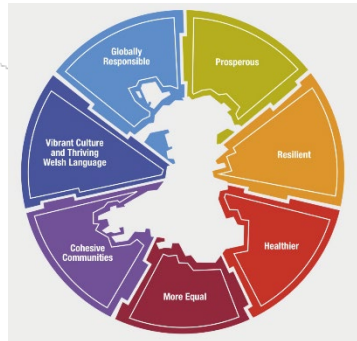 Globally
Responsible
Prosperous
Vibrant Culture
and Thriving
Welsh Language
Resilient
Cohesive
Communities
Healthier
More Equal